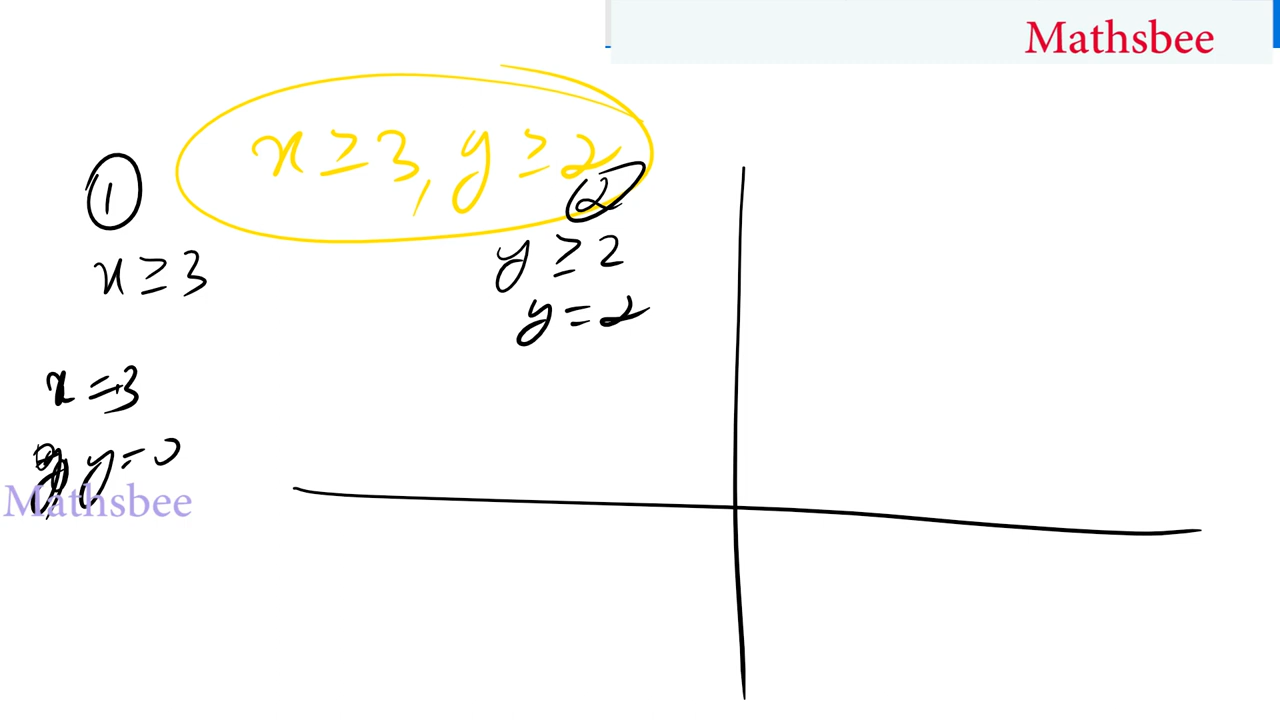 Mathsbee
x ≥ 3, y ≥ 2
①
②
x ≥ 3
y ≥ 2
y = 2
x = 3
y = 0
Mathsbee